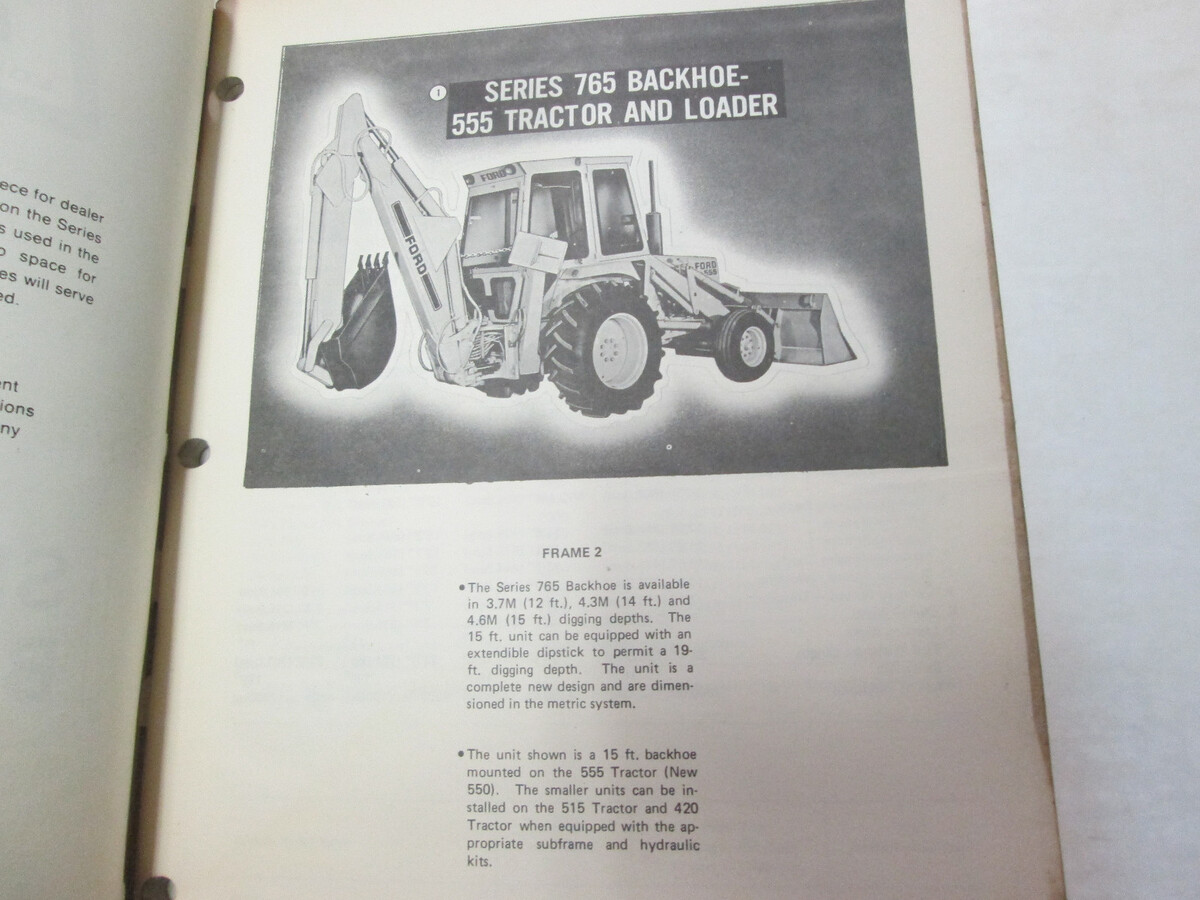 ece for dealer
on the Series
s used in the
space for
es will serve
ed.
ent
ions
ny
1
SERIES 765 BACKHOE-
555 TRACTOR AND LOADER
FORD
FORD
FORD
FRAME 2
• The Series 765 Backhoe is available
in 3.7M (12 ft.), 4.3M (14 ft.) and
4.6M (15 ft.) digging depths. The
15 ft. unit can be equipped with an
extendible dipstick to permit a 19-
ft. digging depth. The unit is a
complete new design and are dimen-
sioned in the metric system.
• The unit shown is a 15 ft. backhoe
mounted on the 555 Tractor (New
550). The smaller units can be in-
stalled on the 515 Tractor and 420
Tractor when equipped with the ap-
propriate subframe and hydraulic
kits.